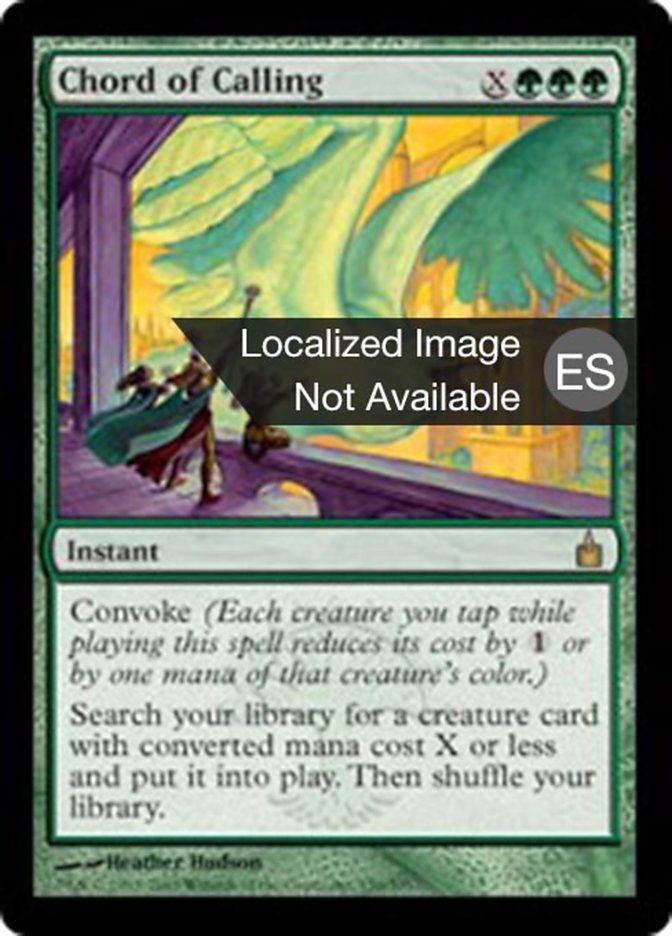 Chord of Calling X
Localized Image
Not Available
ES
Instant
Convoke (Each creature you tap while
playing this spell reduces its cost by 1 or
by one mana of that creature's color.)
Search your library for a creature card
with converted mana cost X or less
and put it into play. Then shuffle your
library.
Heather Hudson